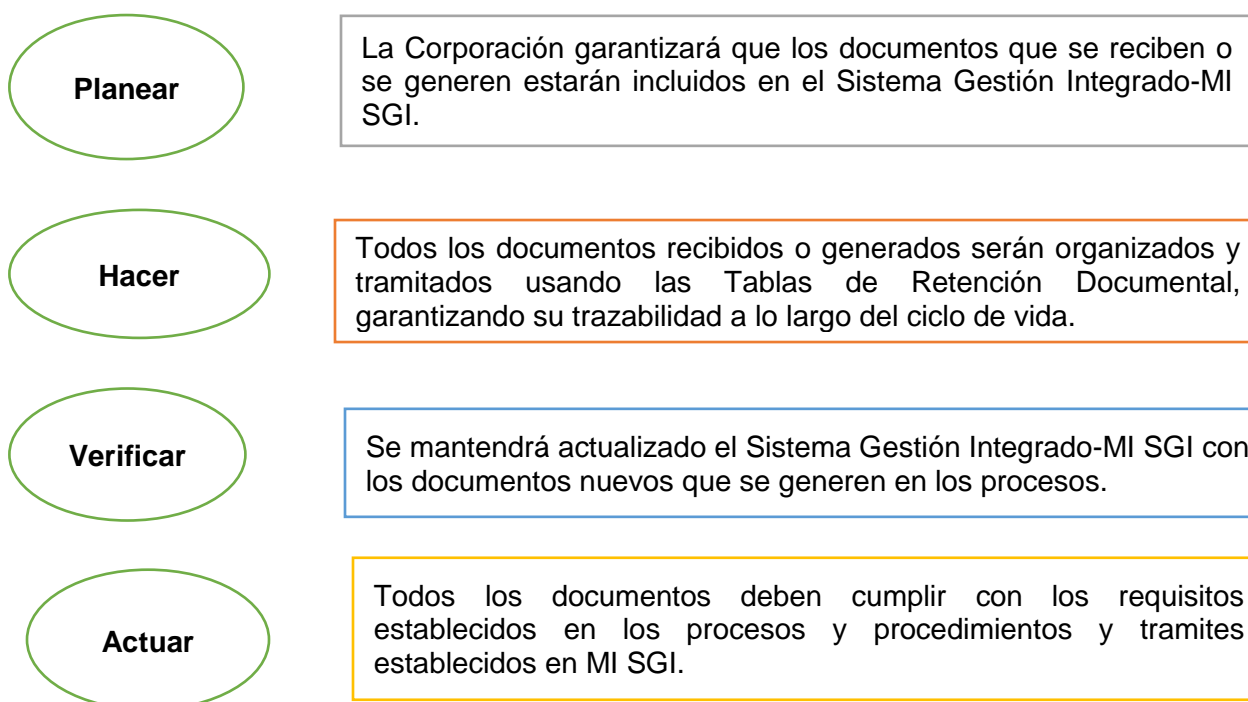 Planear
La Corporación garantizará que los documentos que se reciben o
se generen estarán incluidos en el Sistema Gestión Integrado-MI
SGI.
Hacer
Todos los documentos recibidos o generados serán organizados y
tramitados usando las Tablas de Retención Documental,
garantizando su trazabilidad a lo largo del ciclo de vida.
Verificar
Se mantendrá actualizado el Sistema Gestión Integrado-MI SGI con
los documentos nuevos que se generen en los procesos.
Actuar
Todos los documentos deben cumplir con los requisitos
establecidos en los procesos y procedimientos y tramites
establecidos en MI SGI.